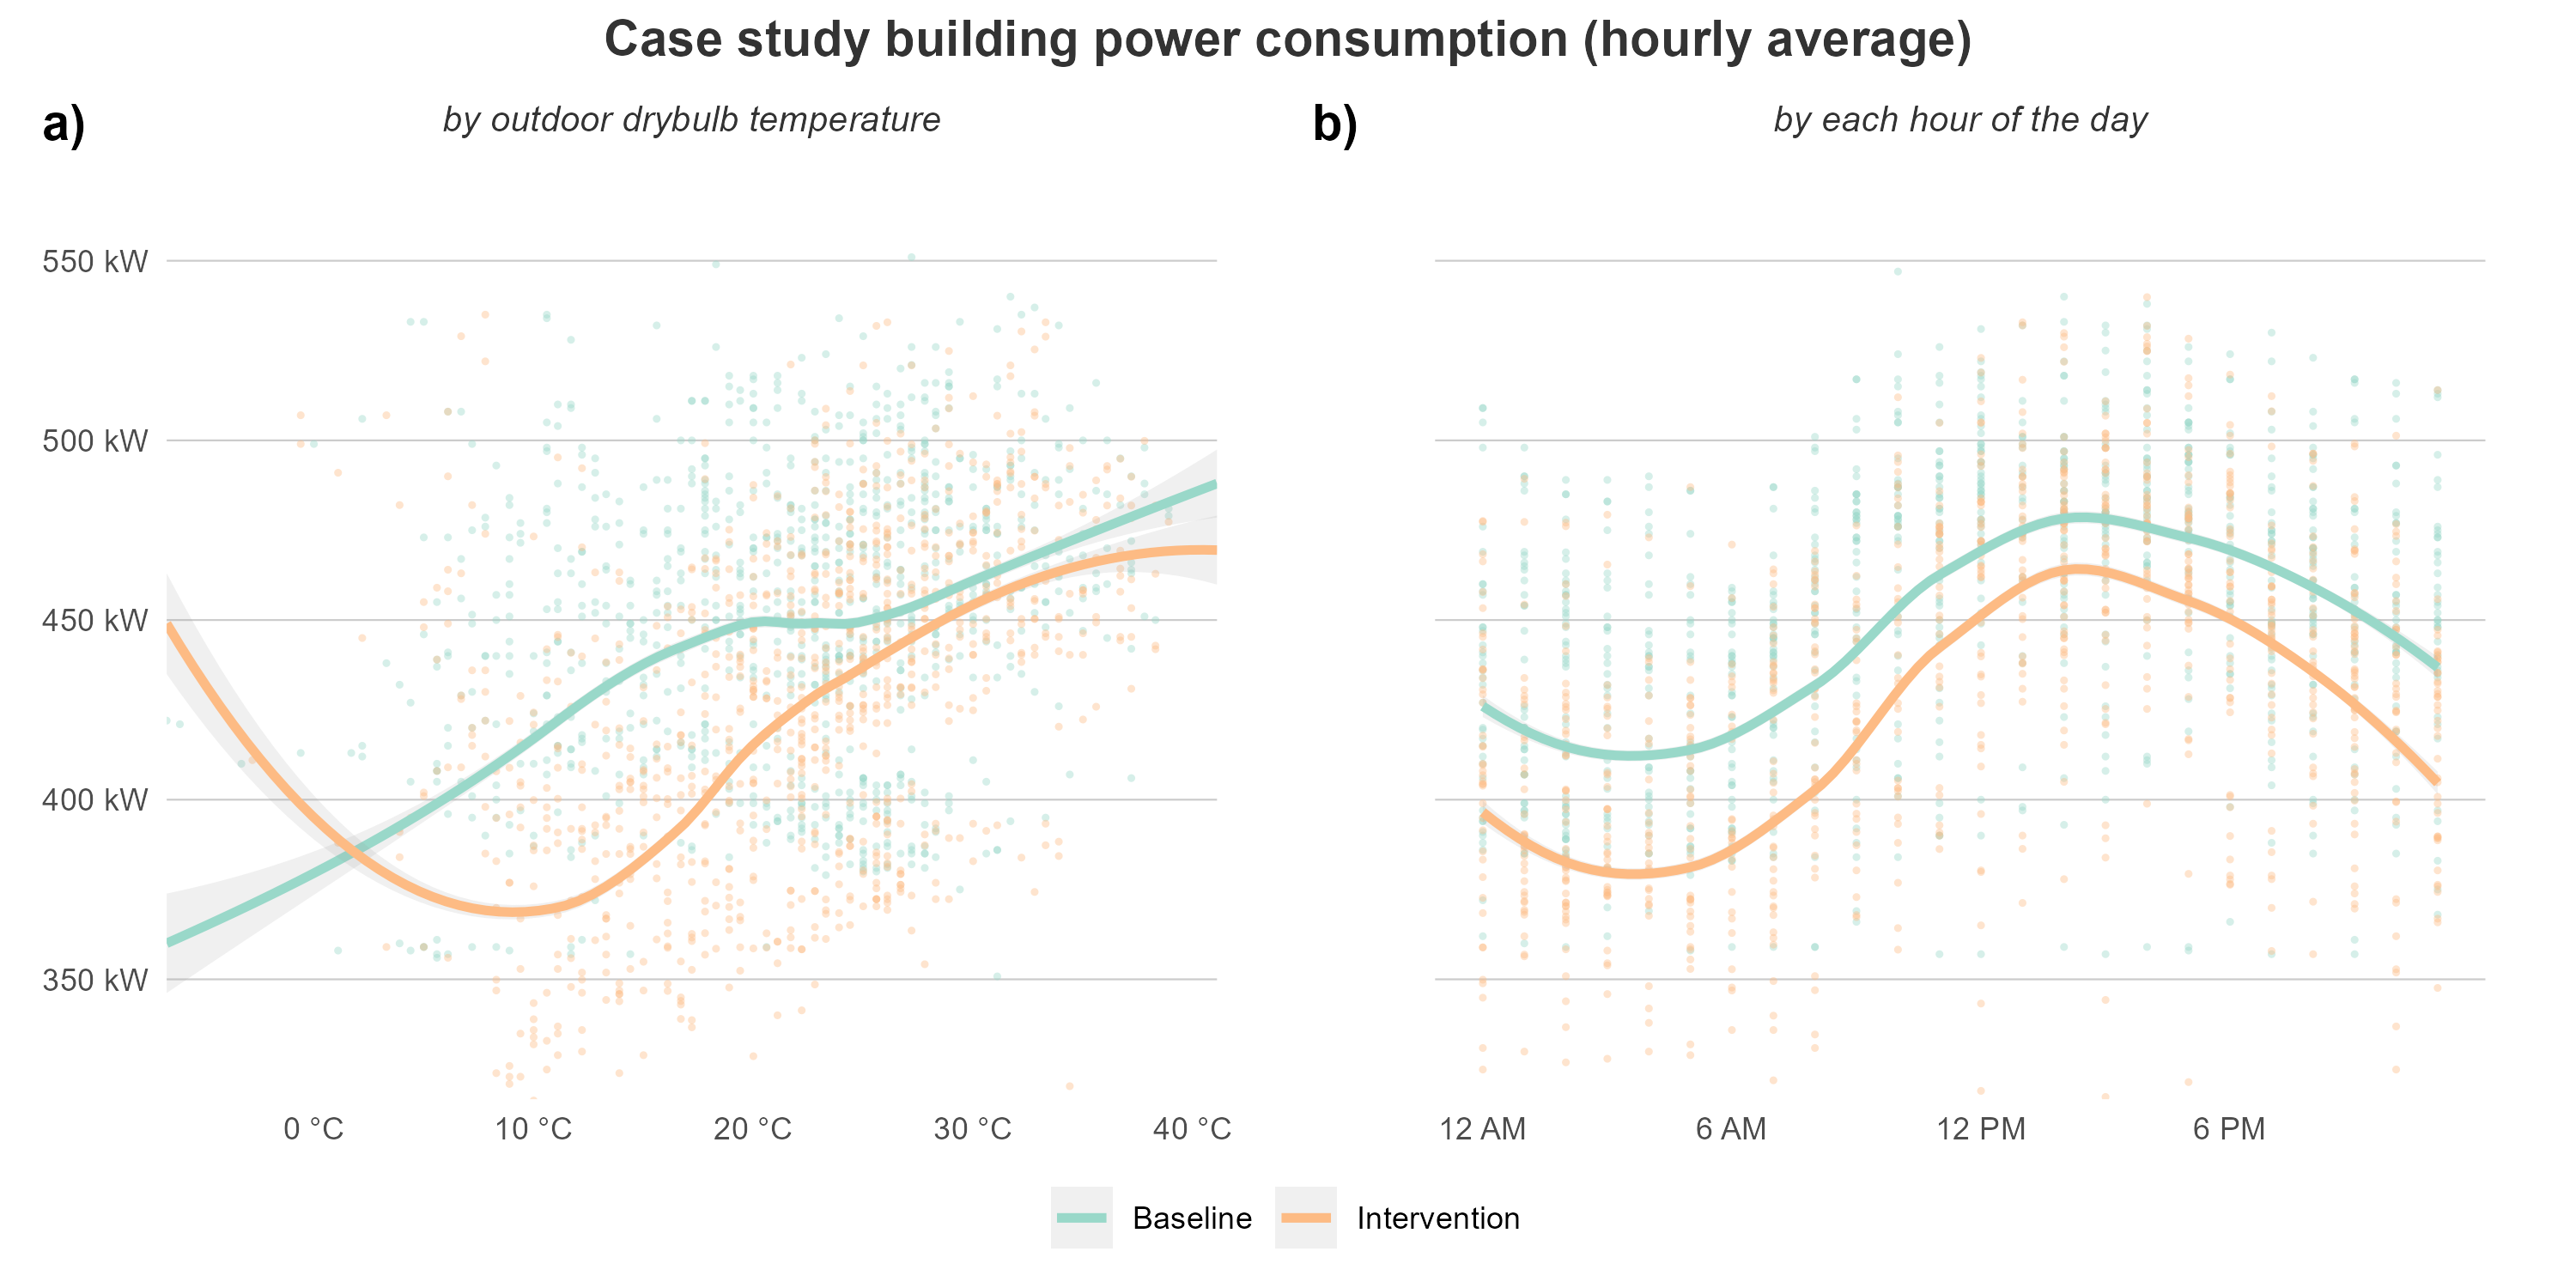 Case study building power consumption (hourly average)
a)
by outdoor drybulb temperature
b)
by each hour of the day
550 kW
500 kW
450 kW
400 kW
350 kW
0 °C
10 °C
20 °C
30 °C
40 °C
12 AM
6 AM
12 PM
6 PM
Baseline
Intervention